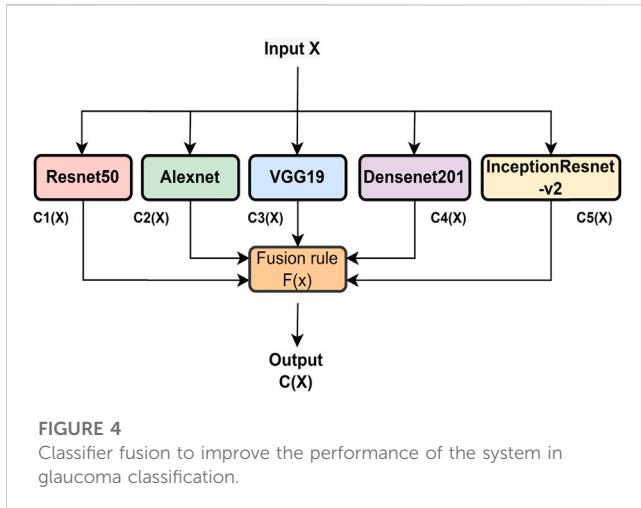 Input X
Resnet50
Alexnet
VGG19
Densenet201
InceptionResnet
-v2
C1(X)
C2(X)
C3(X)
C4(X)
C5(X)
Fusion rule
F(x)
Output
C(X)
FIGURE 4
Classifier fusion to improve the performance of the system in
glaucoma classification.